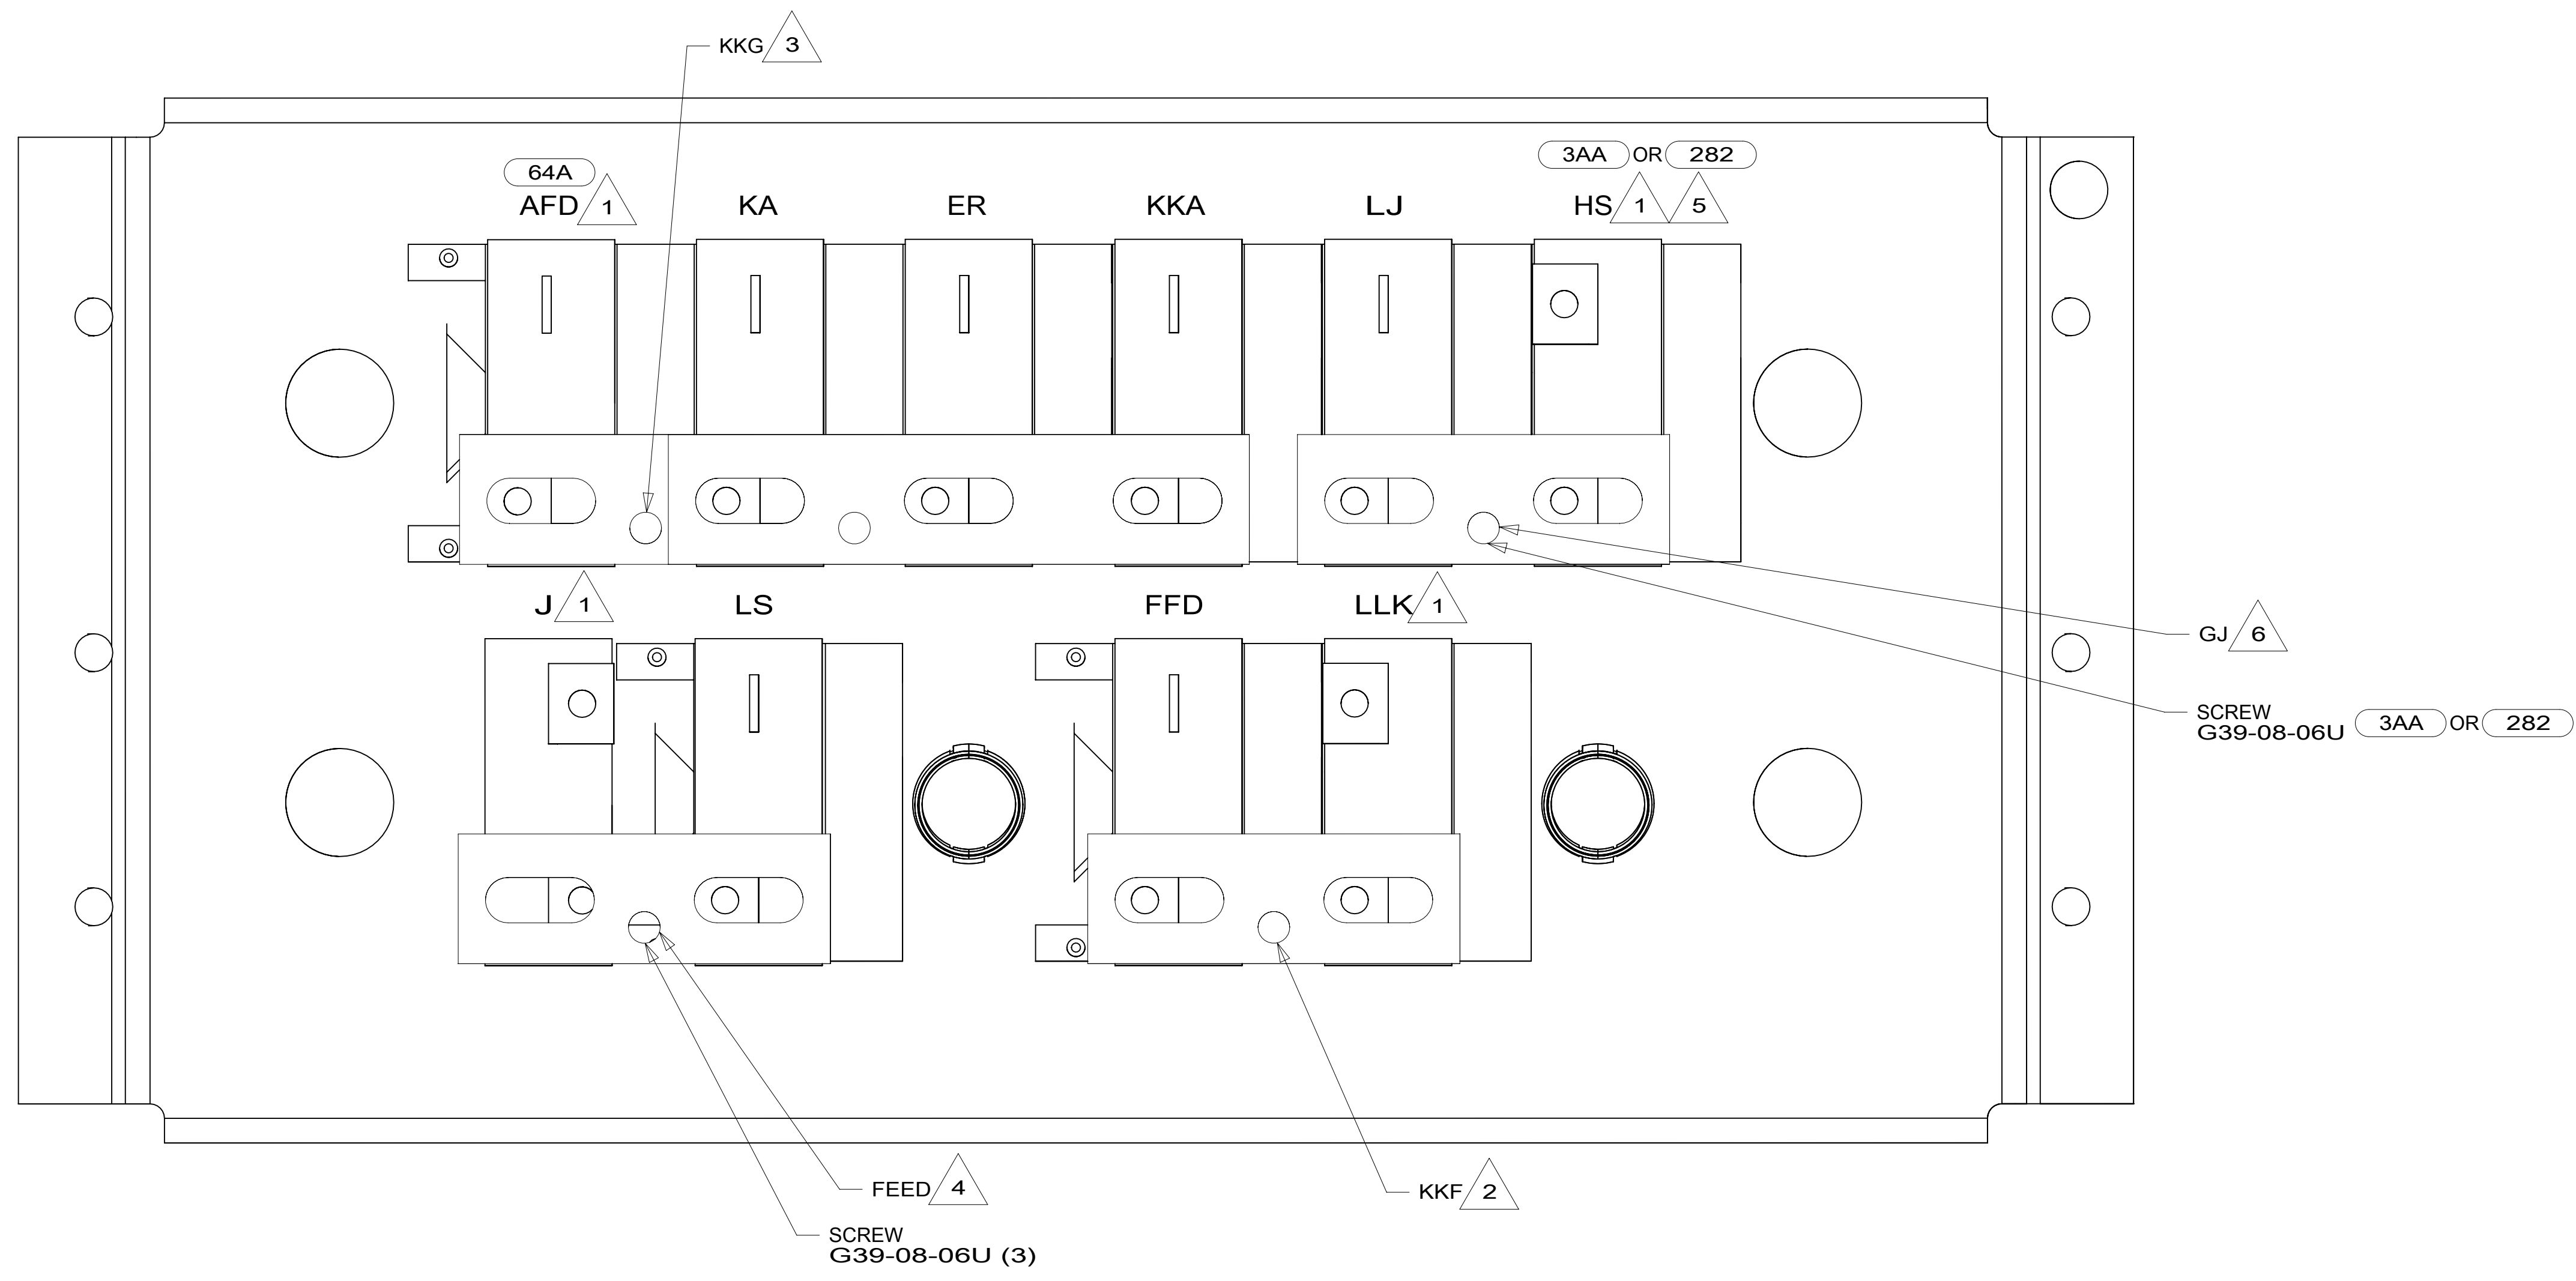 KKG 3
64A
3AA OR 282
AFD 1 KA ER KKA LJ HS 1 5
J 1 LS FFD LLK 1
GJ 6
SCREW
G39-08-06U 3AA OR 282
FEED 4
KKF 2
SCREW
G39-08-06U (3)